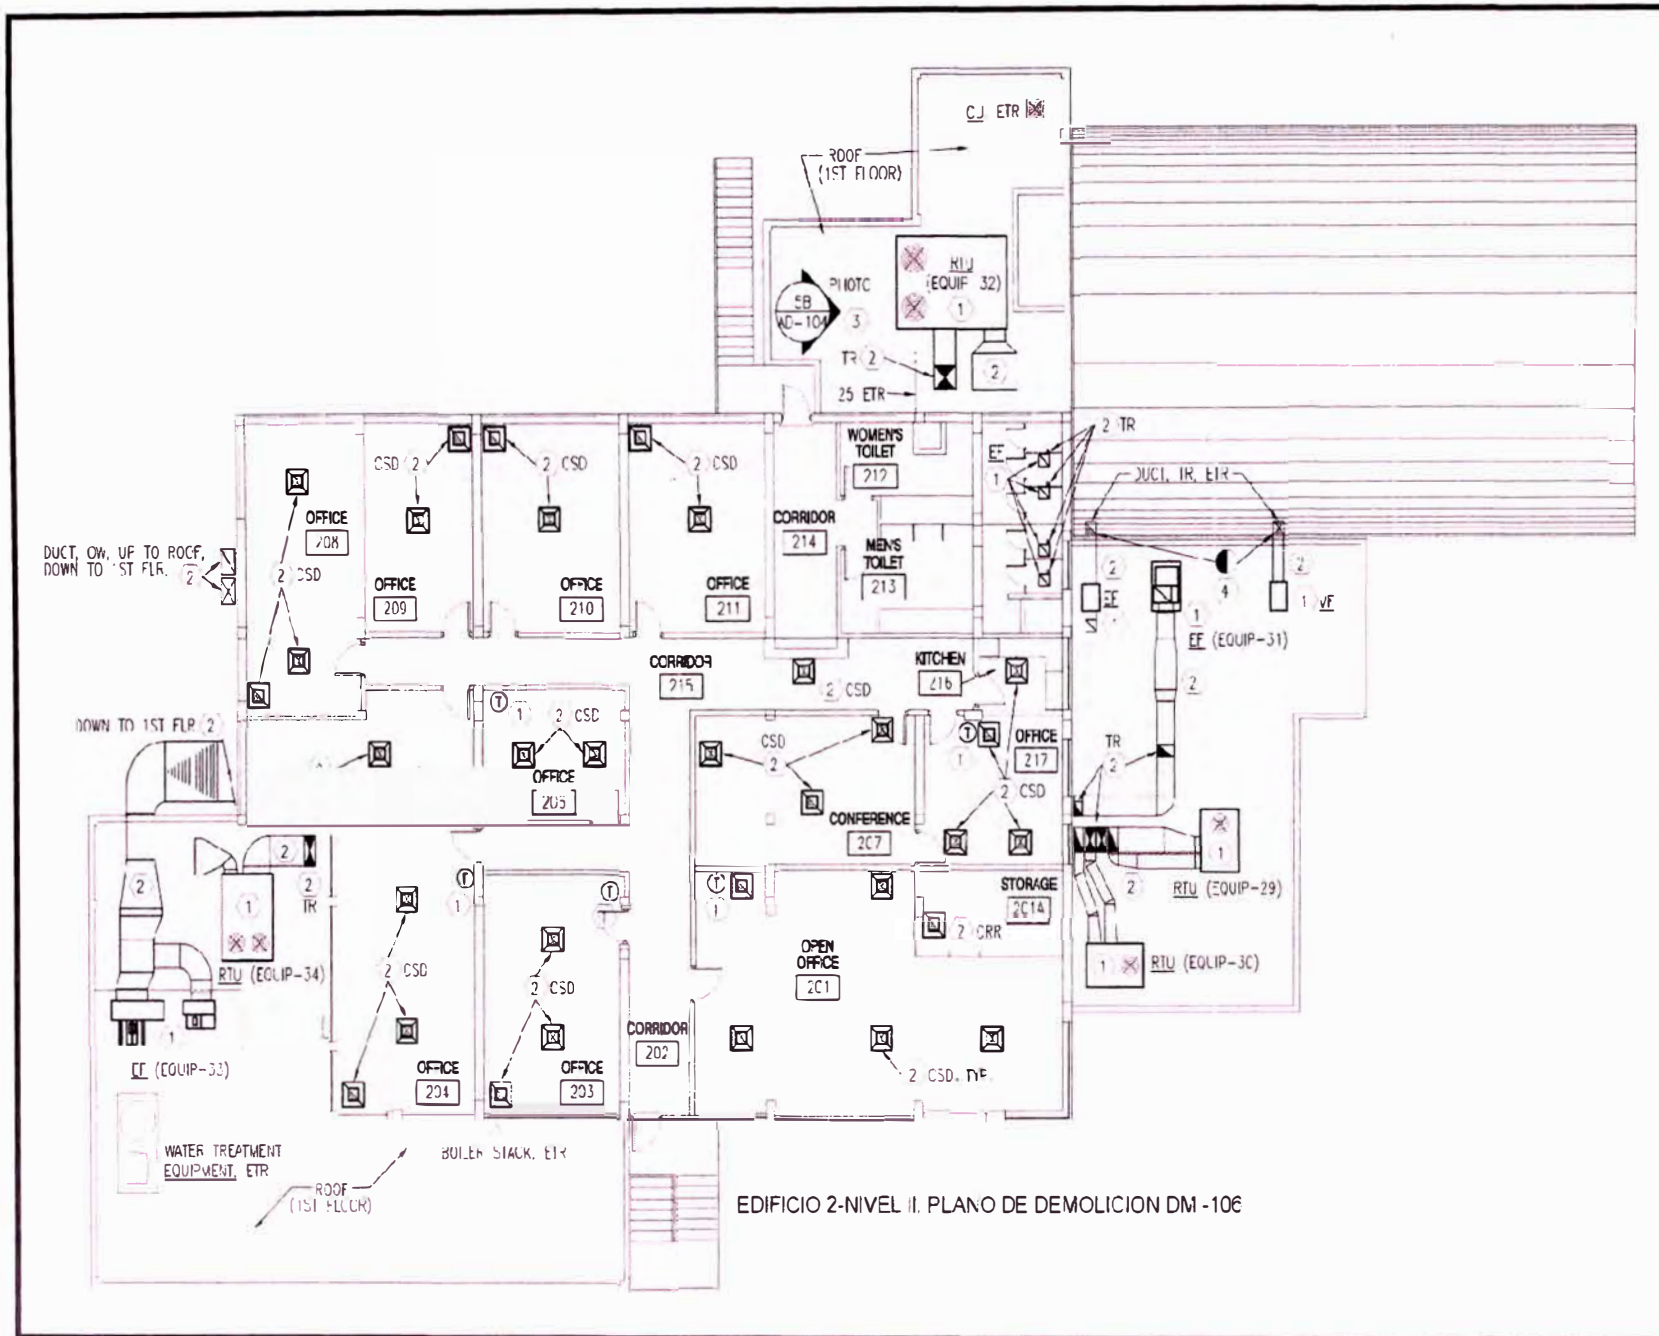 CU ETR
ROOF
(1ST FLOOR)
RTU
(EQUIP 32)
1
PHOTO
5B
AD-104
3
TR 2
2
25 ETR
WOMEN'S
TOILET
212
EF
1
2 TR
DUCT, TR, ETR
CSD 2
2 CSD
2 CSD
OFFICE
208
CORRIDOR
214
MEN'S
TOILET
213
DUCT, OW, UP TO ROOF,
DOWN TO 1ST FLR.
2
2 CSD
OFFICE
209
OFFICE
210
OFFICE
211
2
EF
1
4
2
1 VF
EF (EQUIP-31)
CORRIDOR
215
KITCHEN
216
2 CSD
2
DOWN TO 1ST FLR 2
T
1
2 CSD
CSD
2
T
1
OFFICE
217
TR
2
OFFICE
205
2 CSD
CONFERENCE
207
2
2
1
2
TR
1
RTU (EQUIP-34)
T
1
T
T
1
STORAGE
201A
2 CRR
2
1
RTU (EQUIP-29)
2 CSD
2 CSD
OPEN
OFFICE
201
1
RTU (EQUIP-30)
1
EF (EQUIP-33)
CORRIDOR
202
OFFICE
204
OFFICE
203
2 CSD, TYP.
1
WATER TREATMENT
EQUIPMENT, ETR
BOILER STACK, ETR
ROOF
(1ST FLOOR)
EDIFICIO 2-NIVEL II. PLANO DE DEMOLICION DM -106